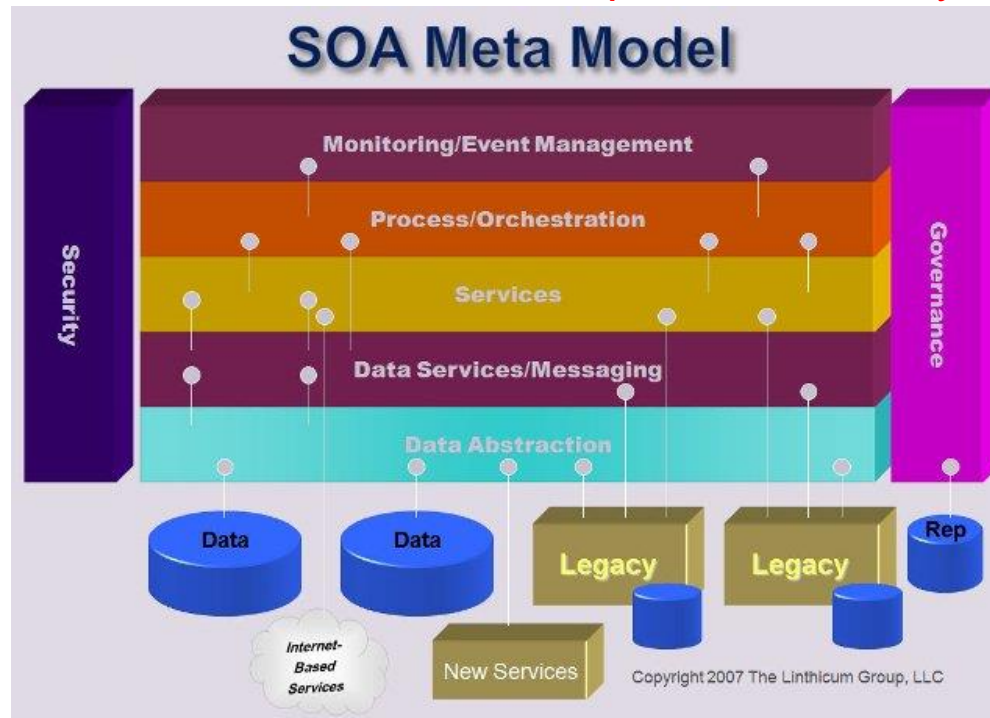 SOA Meta Model
Monitoring/Event Management
Process/Orchestration
Security
Services
Governance
Data Services/Messaging
Data Abstraction
Data
Data
Legacy
Legacy
Rep
Internet-
Based
Services
New Services
Copyright 2007 The Linthicum Group, LLC